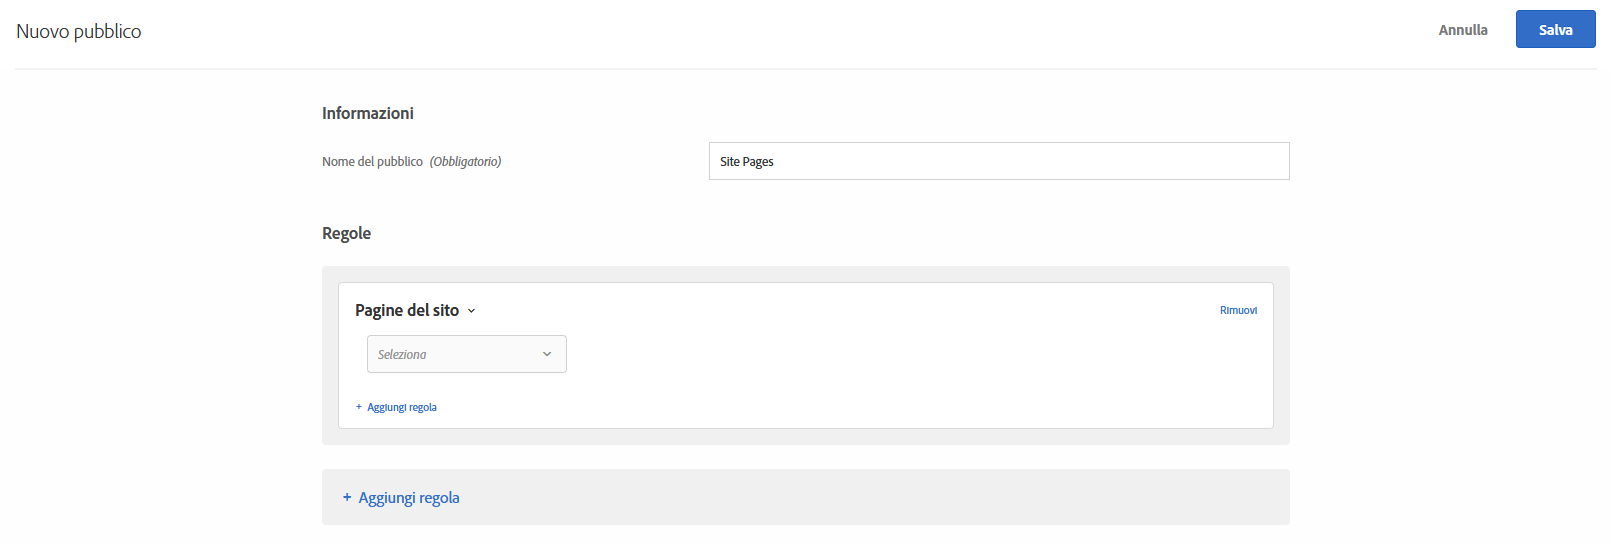 Nuovo pubblico
Annulla
Salva
Informazioni
Nome del pubblico (Obbligatorio)
Site Pages
Regole
Pagine del sito
Rimuovi
Seleziona
+ Aggiungi regola
+ Aggiungi regola